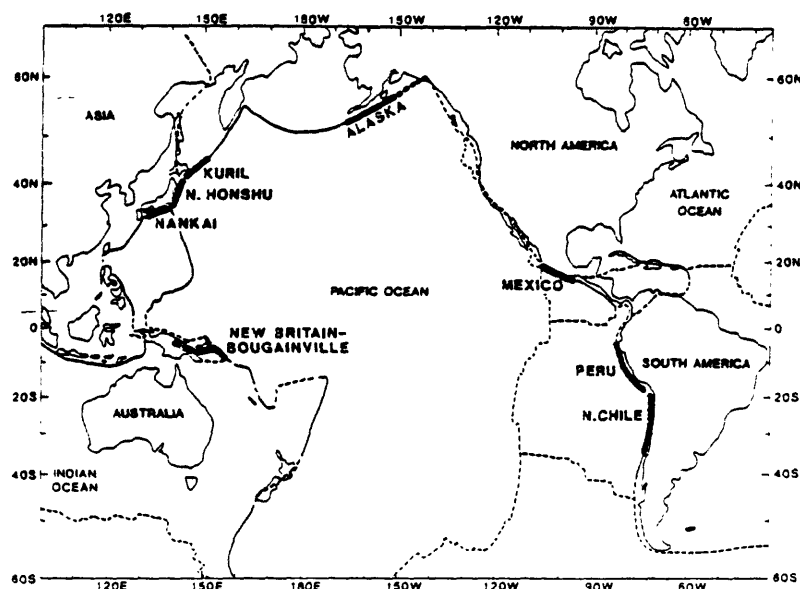 120E 150E 180E 150W 120W 90W 60W
60N
60N
ASIA
ALASKA
NORTH AMERICA
KURIL
40N
N. HONSHU
40N
ATLANTIC
OCEAN
NANKAI
20N
20N
MEXICO
PACIFIC OCEAN
0
0
NEW BRITAIN-
BOUGAINVILLE
PERU
SOUTH AMERICA
20S
20S
AUSTRALIA
N.CHILE
40S
40S
INDIAN
OCEAN
60S
60S
120E 150E 180E 150W 120W 90W 60W